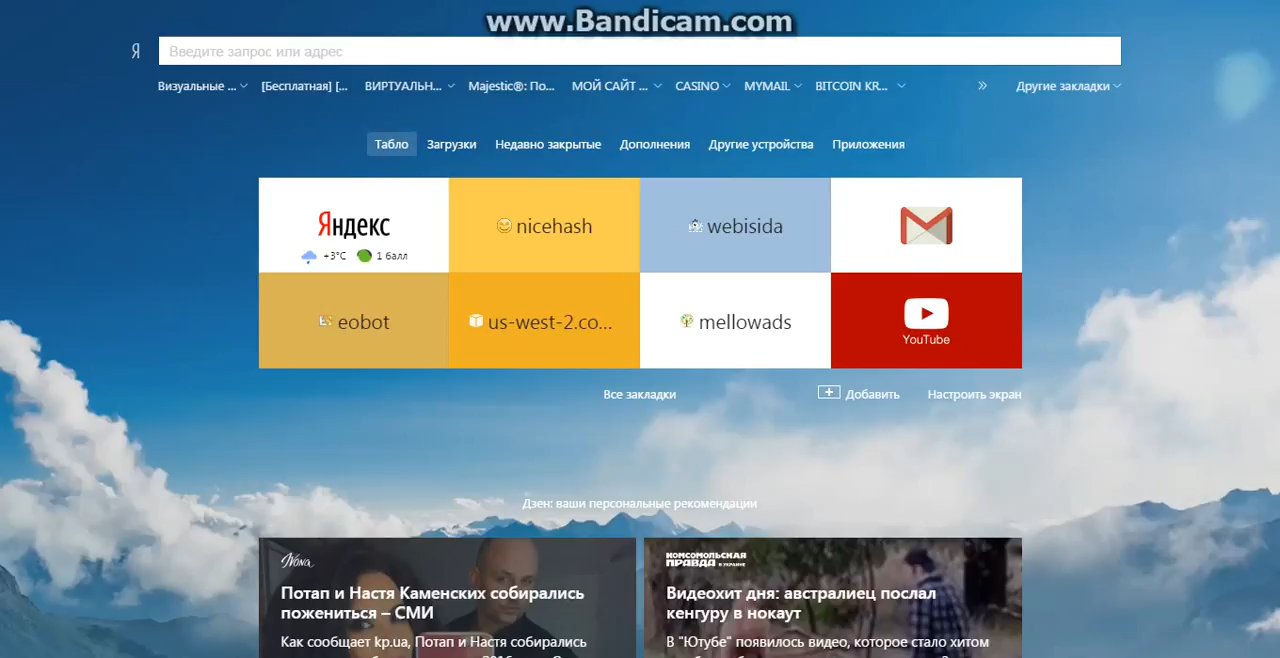 www.Bandicam.com
Я
Введите запрос или адрес
Визуальные ...
[Бесплатная] [...
ВИРТУАЛЬН...
Majestic®: По...
МОЙ САЙТ ...
CASINO
MYMAIL
BITCOIN KR...
»
Другие закладки
Табло
Загрузки
Недавно закрытые
Дополнения
Другие устройства
Приложения
Яндекс
+3°C
1 балл
nicehash
webisida
eobot
us-west-2.co...
mellowads
YouTube
Все закладки
Добавить
Настроить экран
Дзен: ваши персональные рекомендации
Потап и Настя Каменских собирались
пожениться – СМИ
Как сообщает kp.ua, Потап и Настя собирались
КОМСОМОЛЬСКАЯ
ПРАВДА В УКРАИНЕ
Видеохит дня: австралиец послал
кенгуру в нокаут
В "Ютубе" появилось видео, которое стало хитом